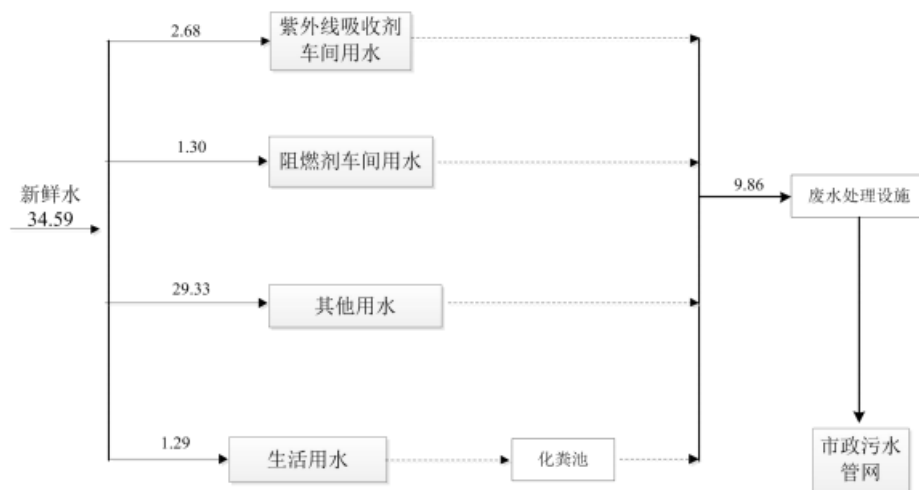 2.68
紫外线吸收剂
车间用水
1.30
阻燃剂车间用水
新鲜水
34.59
9.86
废水处理设施
29.33
其他用水
1.29
生活用水
化粪池
市政污水
管网